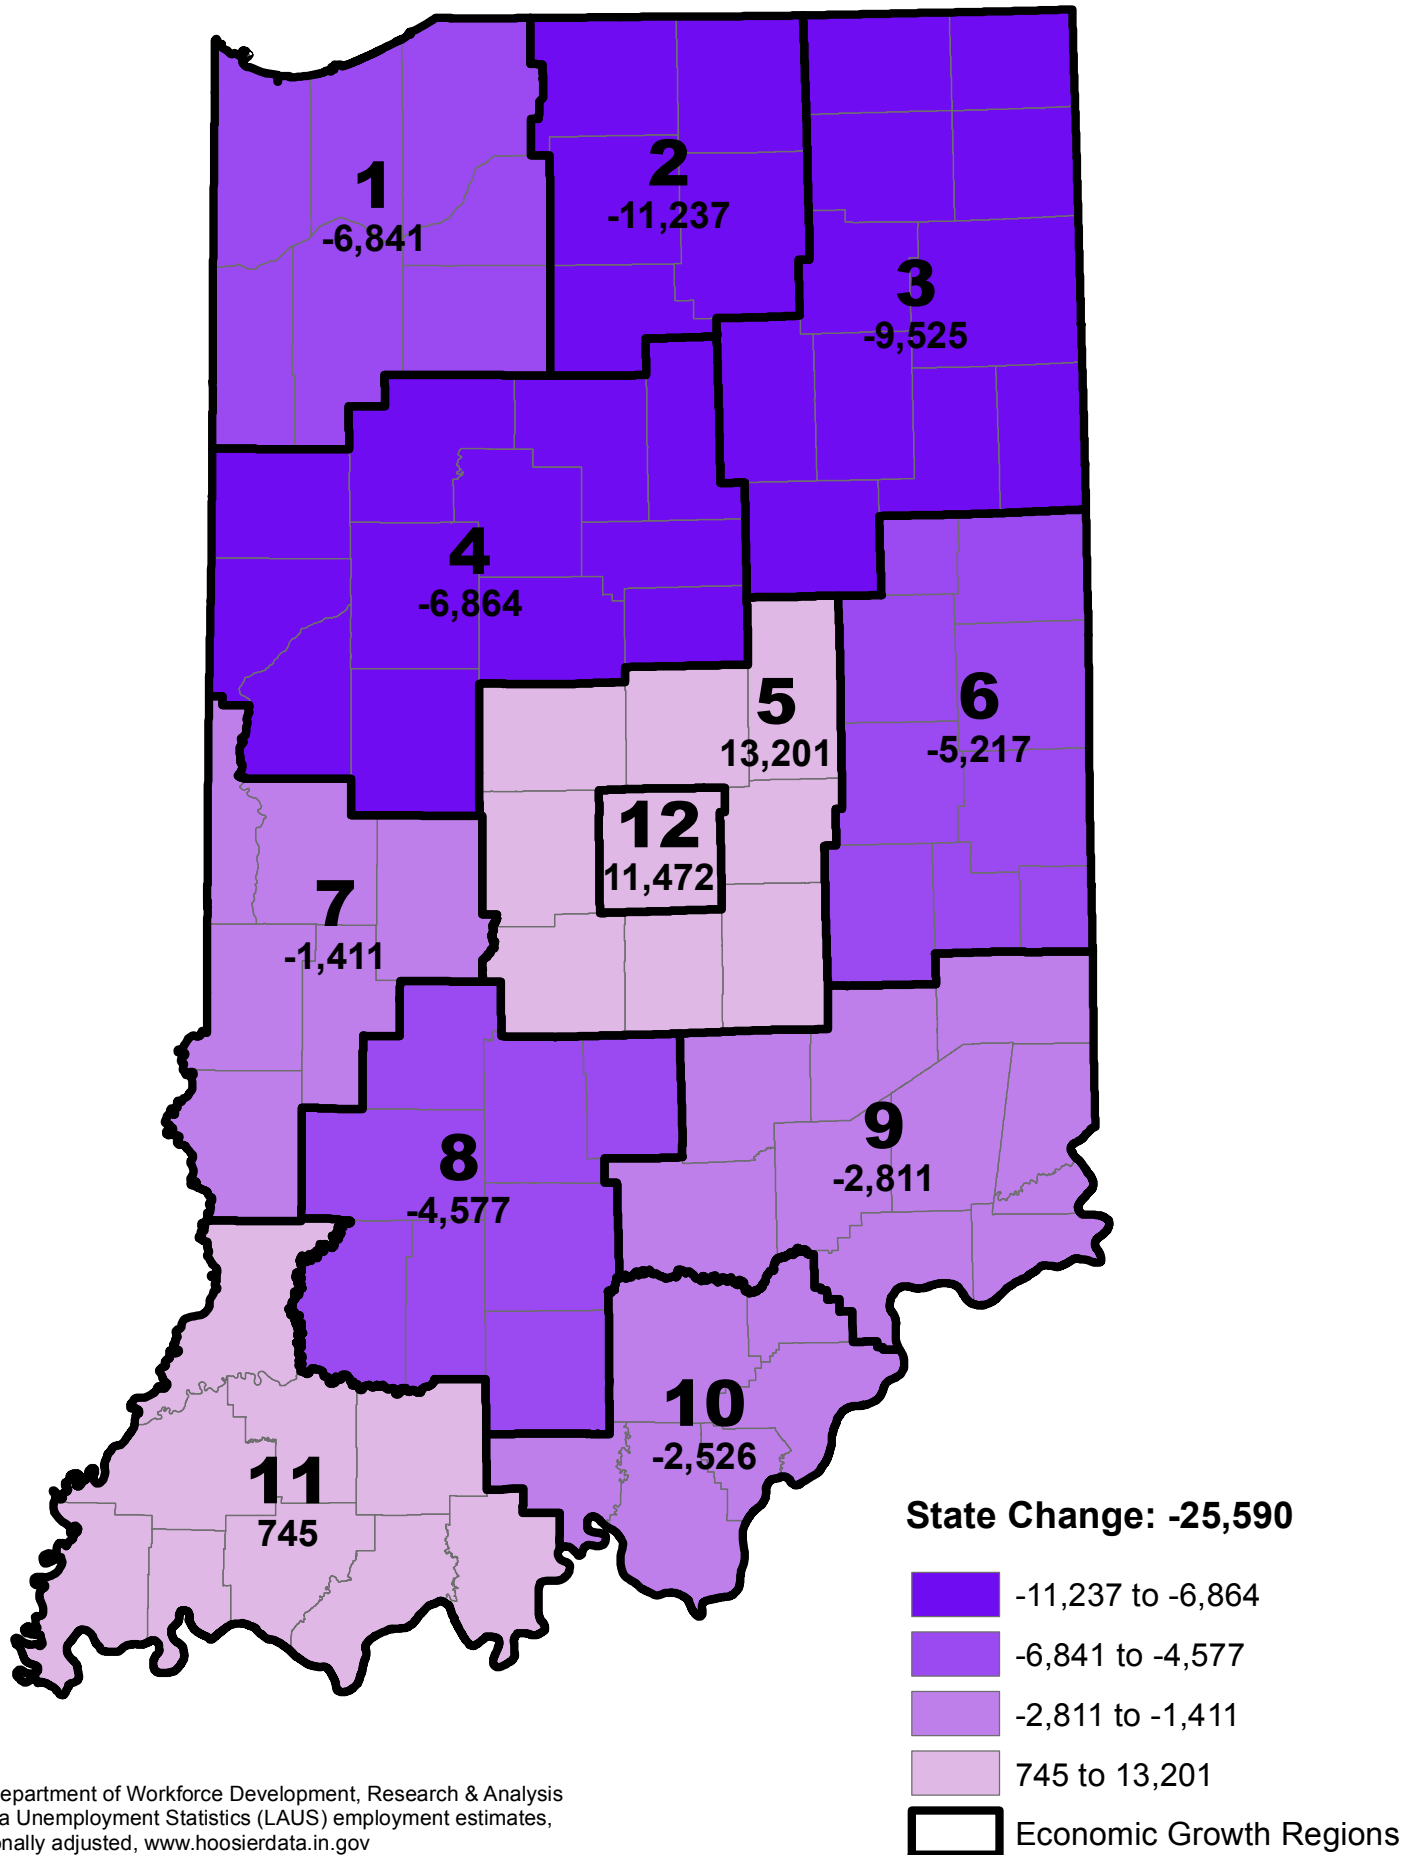 1
-6,841
2
-11,237
3
-9,525
4
-6,864
5
13,201
6
-5,217
12
11,472
7
-1,411
8
-4,577
9
-2,811
10
-2,526
11
745
State Change: -25,590
-11,237 to -6,864
-6,841 to -4,577
-2,811 to -1,411
745 to 13,201
Economic Growth Regions
epartment of Workforce Development, Research & Analysis
a Unemployment Statistics (LAUS) employment estimates,
onally adjusted, www.hoosierdata.in.gov